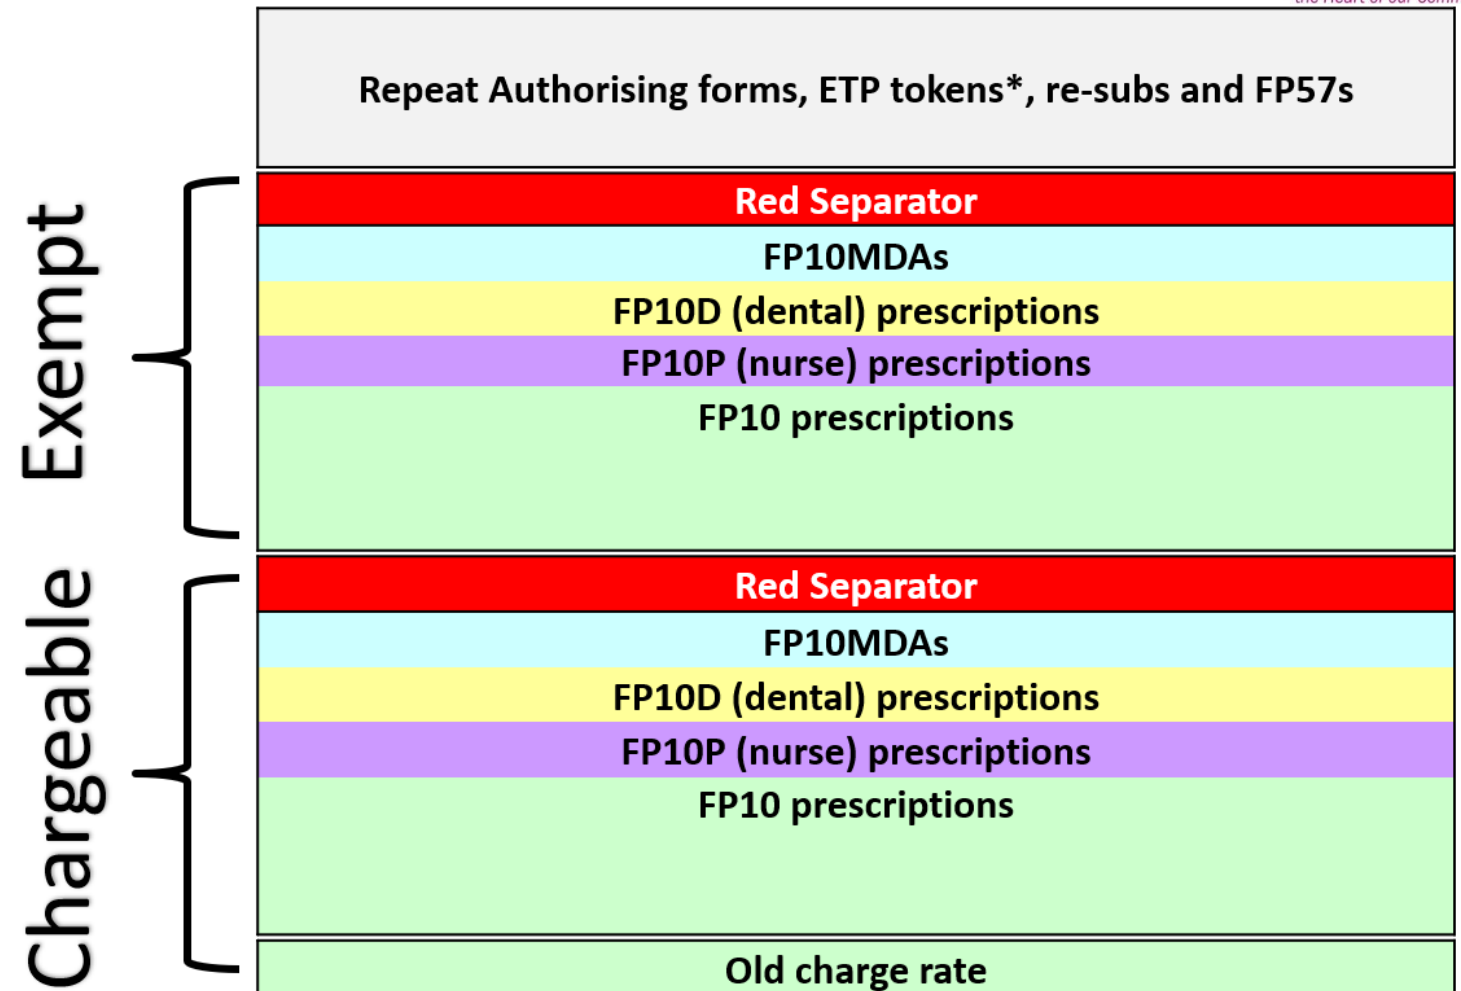 Repeat Authorising forms, ETP tokens*, re-subs and FP57s
Exempt
Red Separator
FP10MDAs
FP10D (dental) prescriptions
FP10P (nurse) prescriptions
FP10 prescriptions
Chargeable
Red Separator
FP10MDAs
FP10D (dental) prescriptions
FP10P (nurse) prescriptions
FP10 prescriptions
Old charge rate